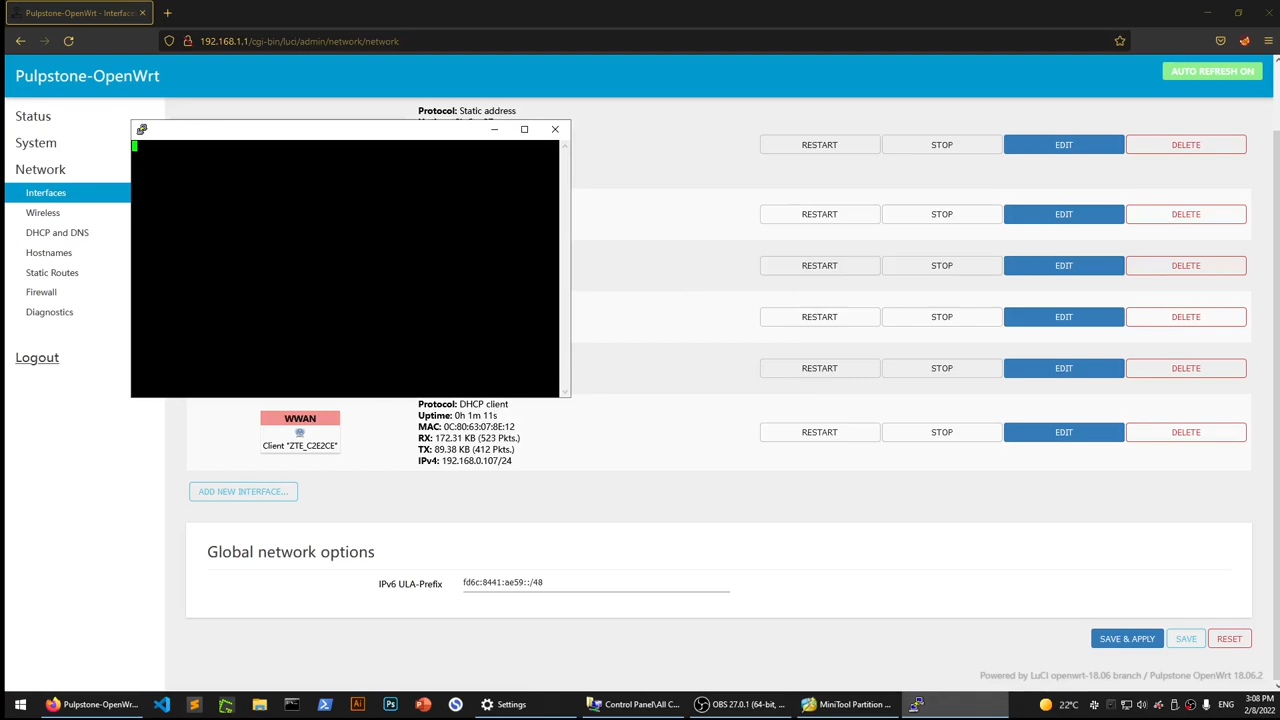 Pulpstone-OpenWrt - Interfaces
192.168.1.1/cgi-bin/luci/admin/network/network
Pulpstone-OpenWrt
AUTO REFRESH ON
Status
System
Network
Interfaces
Wireless
DHCP and DNS
Hostnames
Static Routes
Firewall
Diagnostics
Logout
Protocol: Static address
RESTART STOP EDIT DELETE
RESTART STOP EDIT DELETE
RESTART STOP EDIT DELETE
RESTART STOP EDIT DELETE
RESTART STOP EDIT DELETE
WWAN
Client "ZTE_C2E2CE"
Protocol: DHCP client
Uptime: 0h 1m 11s
MAC: 0C:80:63:07:8E:12
RX: 172.31 KB (523 Pkts.)
TX: 89.38 KB (412 Pkts.)
IPv4: 192.168.0.107/24
RESTART STOP EDIT DELETE
ADD NEW INTERFACE...
Global network options
IPv6 ULA-Prefix fd6c:8441:ae59::/48
SAVE & APPLY SAVE RESET
Powered by LuCI openwrt-18.06 branch / Pulpstone OpenWrt 18.06.2
Pulpstone-OpenWrt - ... Settings Control Panel\All C... OBS 27.0.1 (64-bit, ... MiniTool Partition ... 22°C ENG
3:08 PM
2/8/2022